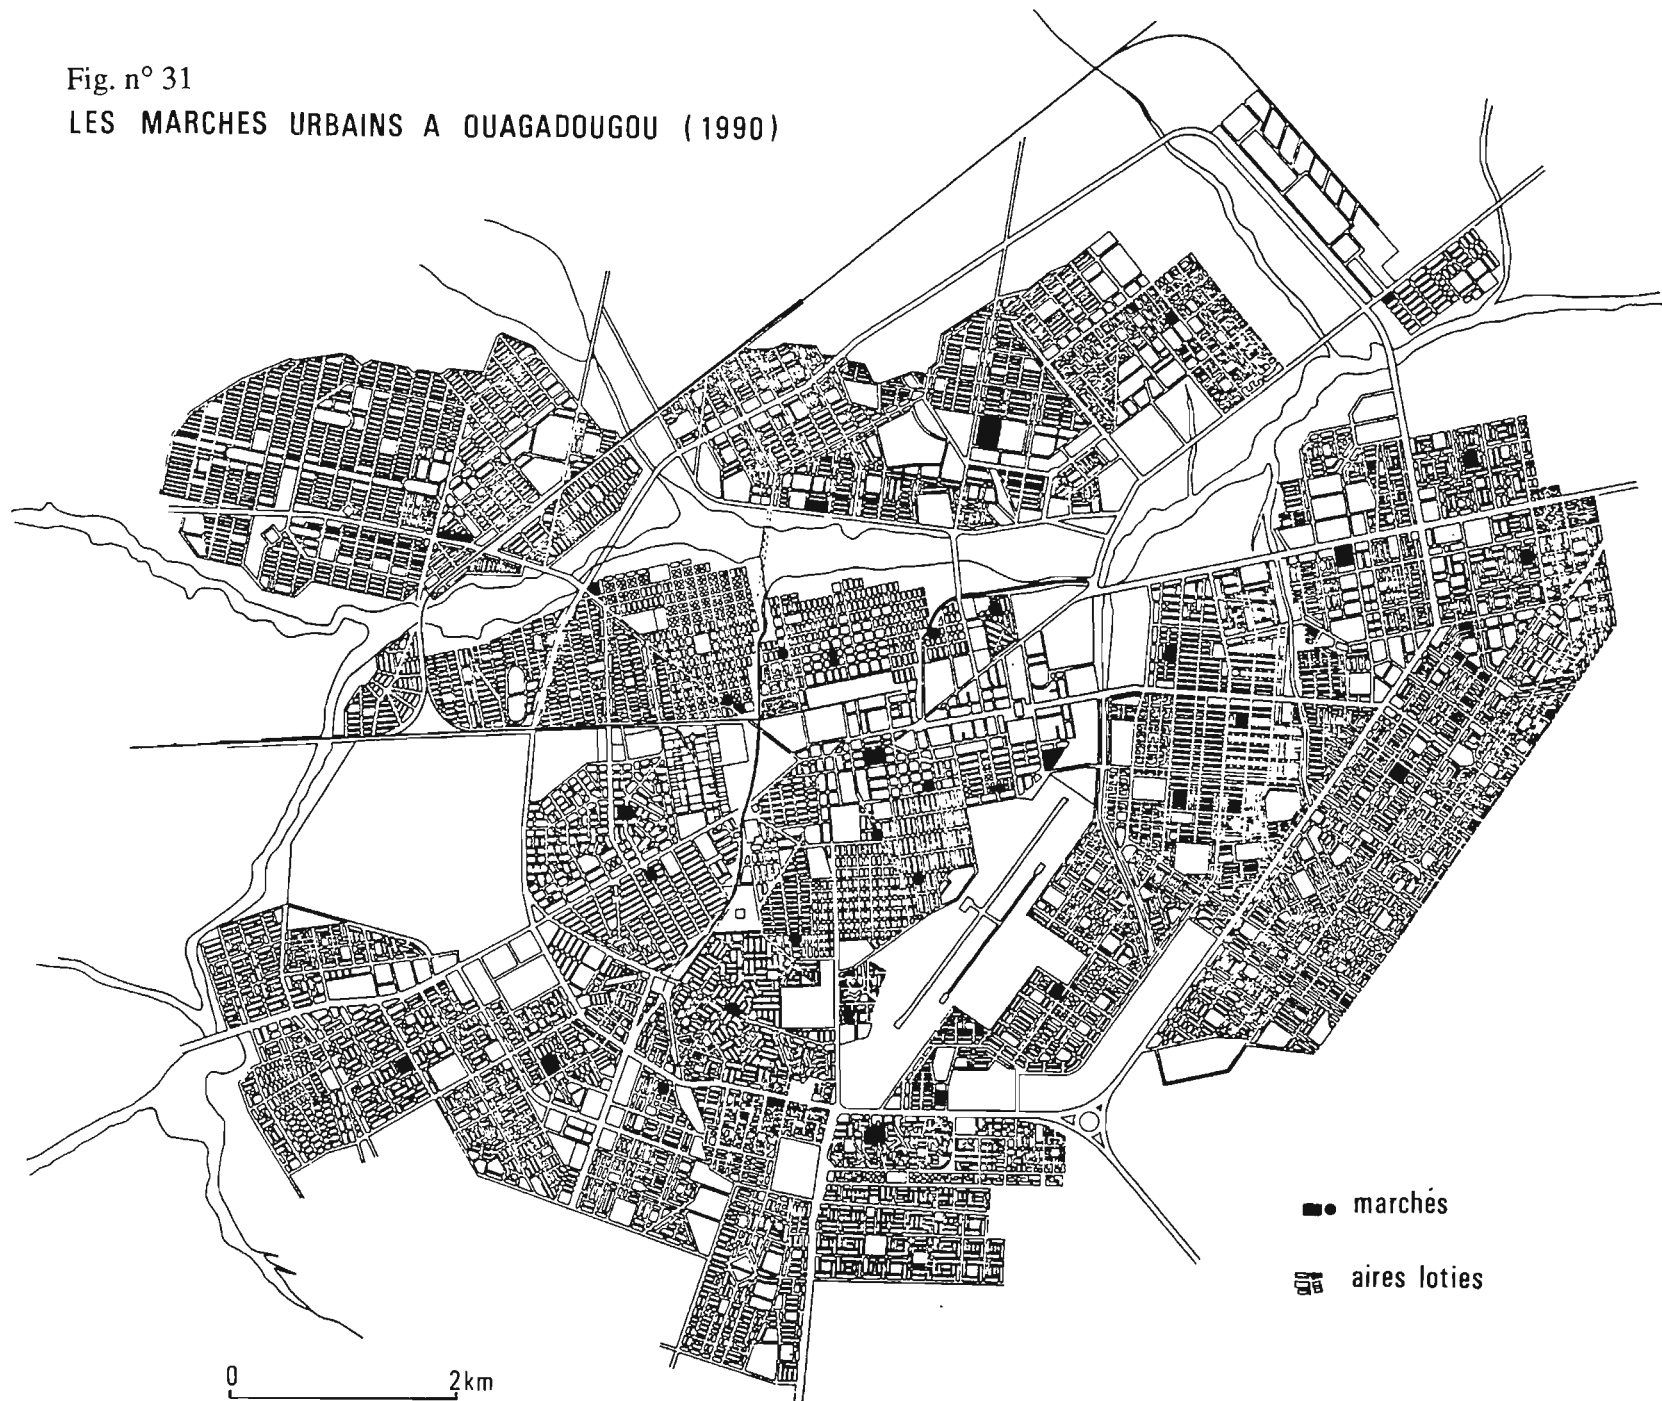 Fig. n° 31
LES MARCHES URBAINS A OUAGADOUGOU (1990)
marchés
aires loties
0 2km